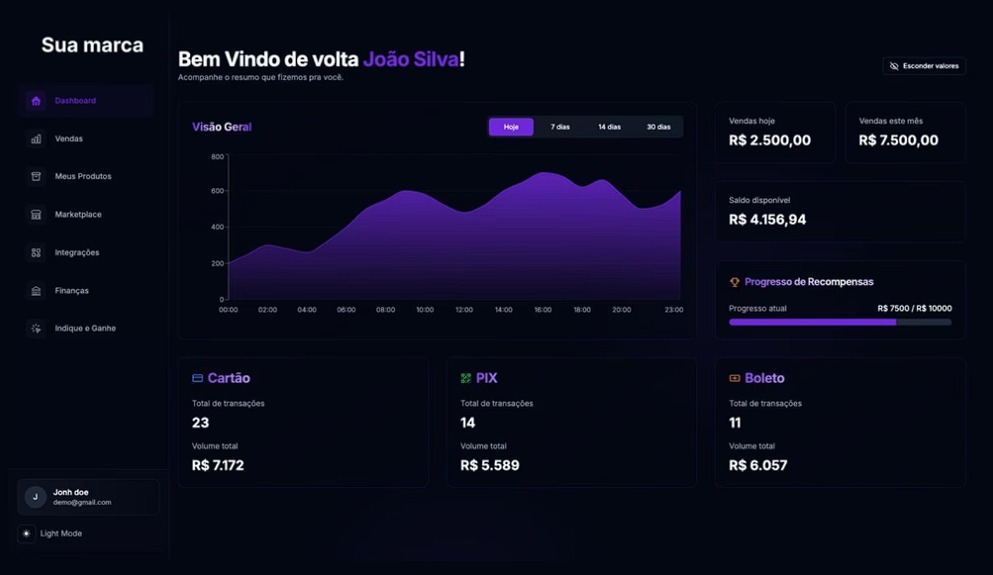 Sua marca
Dashboard
Vendas
Meus Produtos
Marketplace
Integrações
Finanças
Indique e Ganhe
J
Jonh doe
demo@gmail.com
Light Mode
Bem Vindo de volta João Silva!
Acompanhe o resumo que fizemos pra você.
Esconder valores
Visão Geral
Hoje 7 dias 14 dias 30 dias
800
600
400
200
0
00:00 02:00 04:00 06:00 08:00 10:00 12:00 14:00 16:00 18:00 20:00 23:00
Vendas hoje
R$ 2.500,00
Vendas este mês
R$ 7.500,00
Saldo disponível
R$ 4.156,94
Progresso de Recompensas
Progresso atual R$ 7500 / R$ 10000
Cartão
Total de transações
23
Volume total
R$ 7.172
PIX
Total de transações
14
Volume total
R$ 5.589
Boleto
Total de transações
11
Volume total
R$ 6.057